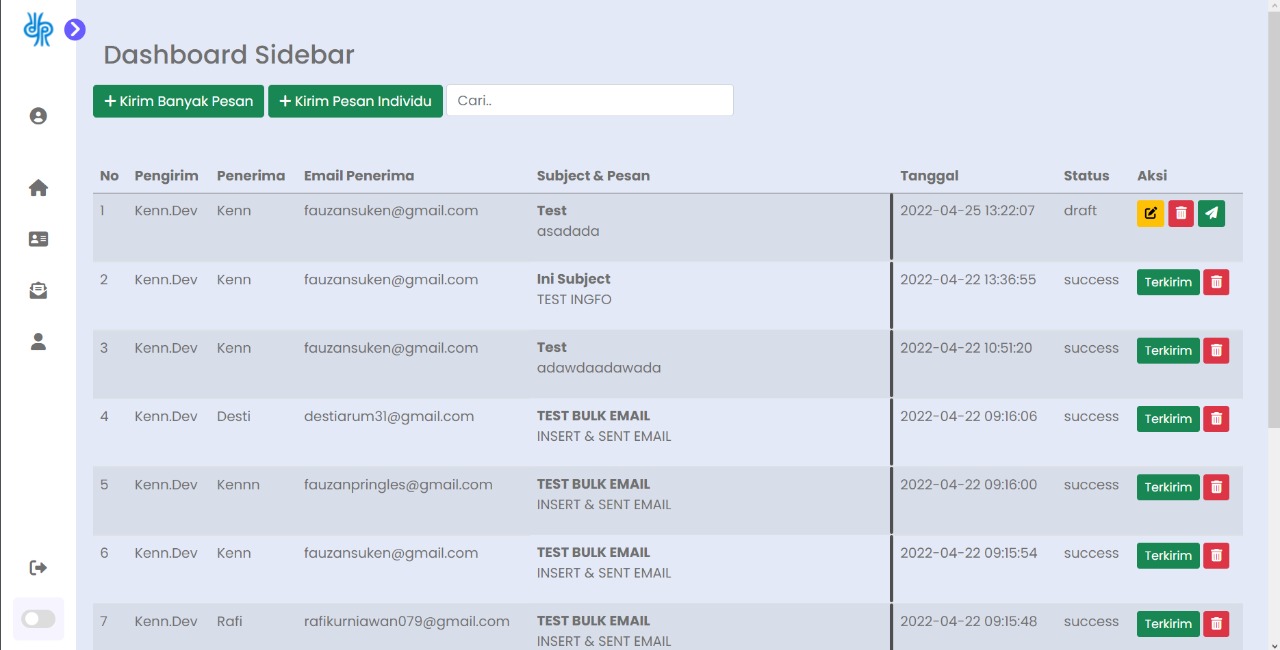 Dashboard Sidebar
Kirim Banyak Pesan Kirim Pesan Individu Cari..
No Pengirim Penerima Email Penerima Subject & Pesan Tanggal Status Aksi
1 Kenn.Dev Kenn fauzansuken@gmail.com Test 2022-04-25 13:22:07 draft
asadada
2 Kenn.Dev Kenn fauzansuken@gmail.com Ini Subject 2022-04-22 13:36:55 success Terkirim
TEST INGFO
3 Kenn.Dev Kenn fauzansuken@gmail.com Test 2022-04-22 10:51:20 success Terkirim
adawdaadawada
4 Kenn.Dev Desti destiarum31@gmail.com TEST BULK EMAIL 2022-04-22 09:16:06 success Terkirim
INSERT & SENT EMAIL
5 Kenn.Dev Kennn fauzanpringles@gmail.com TEST BULK EMAIL 2022-04-22 09:16:00 success Terkirim
INSERT & SENT EMAIL
6 Kenn.Dev Kenn fauzansuken@gmail.com TEST BULK EMAIL 2022-04-22 09:15:54 success Terkirim
INSERT & SENT EMAIL
7 Kenn.Dev Rafi rafikurniawan079@gmail.com TEST BULK EMAIL 2022-04-22 09:15:48 success Terkirim
INSERT & SENT EMAIL